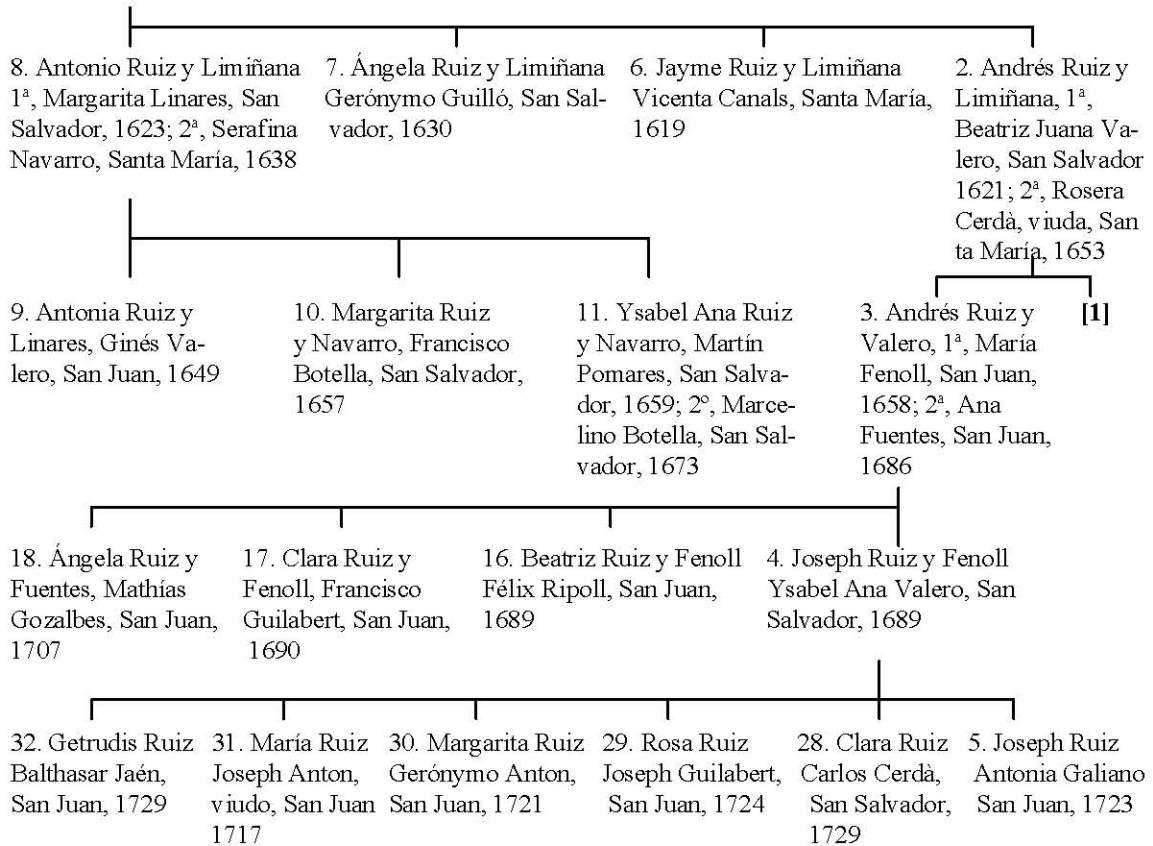 8. Antonio Ruiz y Limiñana
1ª, Margarita Linares, San
Salvador, 1623; 2ª, Serafina
Navarro, Santa María, 1638
7. Ángela Ruiz y Limiñana
Gerónymo Guilló, San Sal-
vador, 1630
6. Jayme Ruiz y Limiñana
Vicenta Canals, Santa María,
1619
2. Andrés Ruiz y
Limiñana, 1ª,
Beatriz Juana Va-
lero, San Salvador
1621; 2ª, Rosera
Cerdà, viuda, San
ta María, 1653
9. Antonia Ruiz y
Linares, Ginés Va-
lero, San Juan, 1649
10. Margarita Ruiz
y Navarro, Francisco
Botella, San Salvador,
1657
11. Ysabel Ana Ruiz
y Navarro, Martín
Pomares, San Salva-
dor, 1659; 2º, Marce-
lino Botella, San Sal-
vador, 1673
3. Andrés Ruiz y
Valero, 1ª, María
Fenoll, San Juan,
1658; 2ª, Ana
Fuentes, San Juan,
1686
[1]
18. Ángela Ruiz y
Fuentes, Mathías
Gozalbes, San Juan,
1707
17. Clara Ruiz y
Fenoll, Francisco
Guilabert, San Juan,
1690
16. Beatriz Ruiz y Fenoll
Félix Ripoll, San Juan,
1689
4. Joseph Ruiz y Fenoll
Ysabel Ana Valero, San
Salvador, 1689
32. Getrudis Ruiz
Balthasar Jaén,
San Juan, 1729
31. María Ruiz
Joseph Anton,
viudo, San Juan
1717
30. Margarita Ruiz
Gerónymo Anton,
San Juan, 1721
29. Rosa Ruiz
Joseph Guilabert,
San Juan, 1724
28. Clara Ruiz
Carlos Cerdà,
San Salvador,
1729
5. Joseph Ruiz
Antonia Galiano
San Juan, 1723